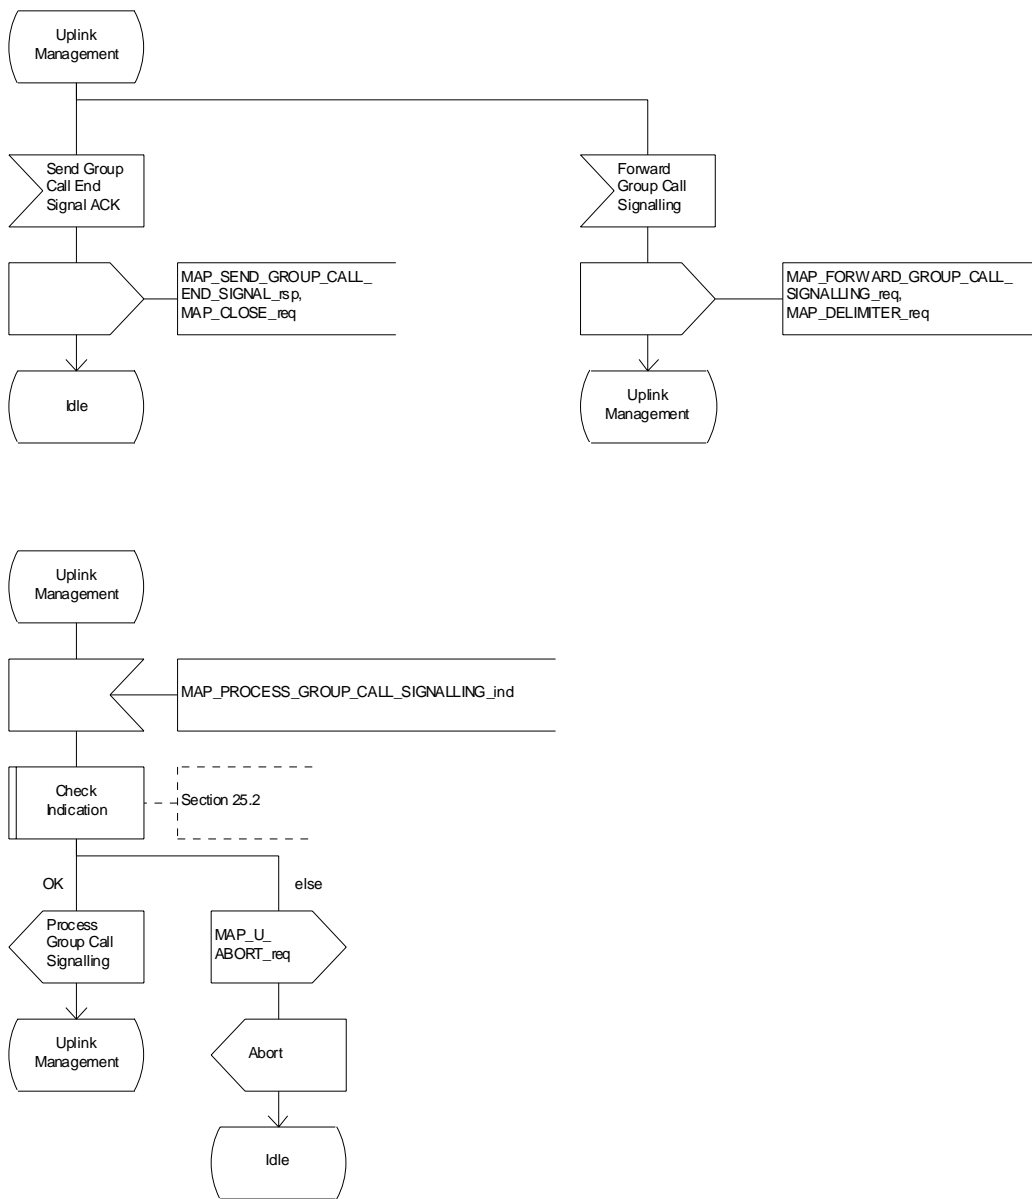 Uplink
Management
Send Group
Call End
Signal ACK
Forward
Group Call
Signalling
MAP_SEND_GROUP_CALL_
END_SIGNAL_rsp,
MAP_CLOSE_req
MAP_FORWARD_GROUP_CALL_
SIGNALLING_req,
MAP_DELIMITER_req
Idle
Uplink
Management
Uplink
Management
MAP_PROCESS_GROUP_CALL_SIGNALLING_ind
Check
Indication
Section 25.2
OK
else
Process
Group Call
Signalling
MAP_U_
ABORT_req
Uplink
Management
Abort
Idle